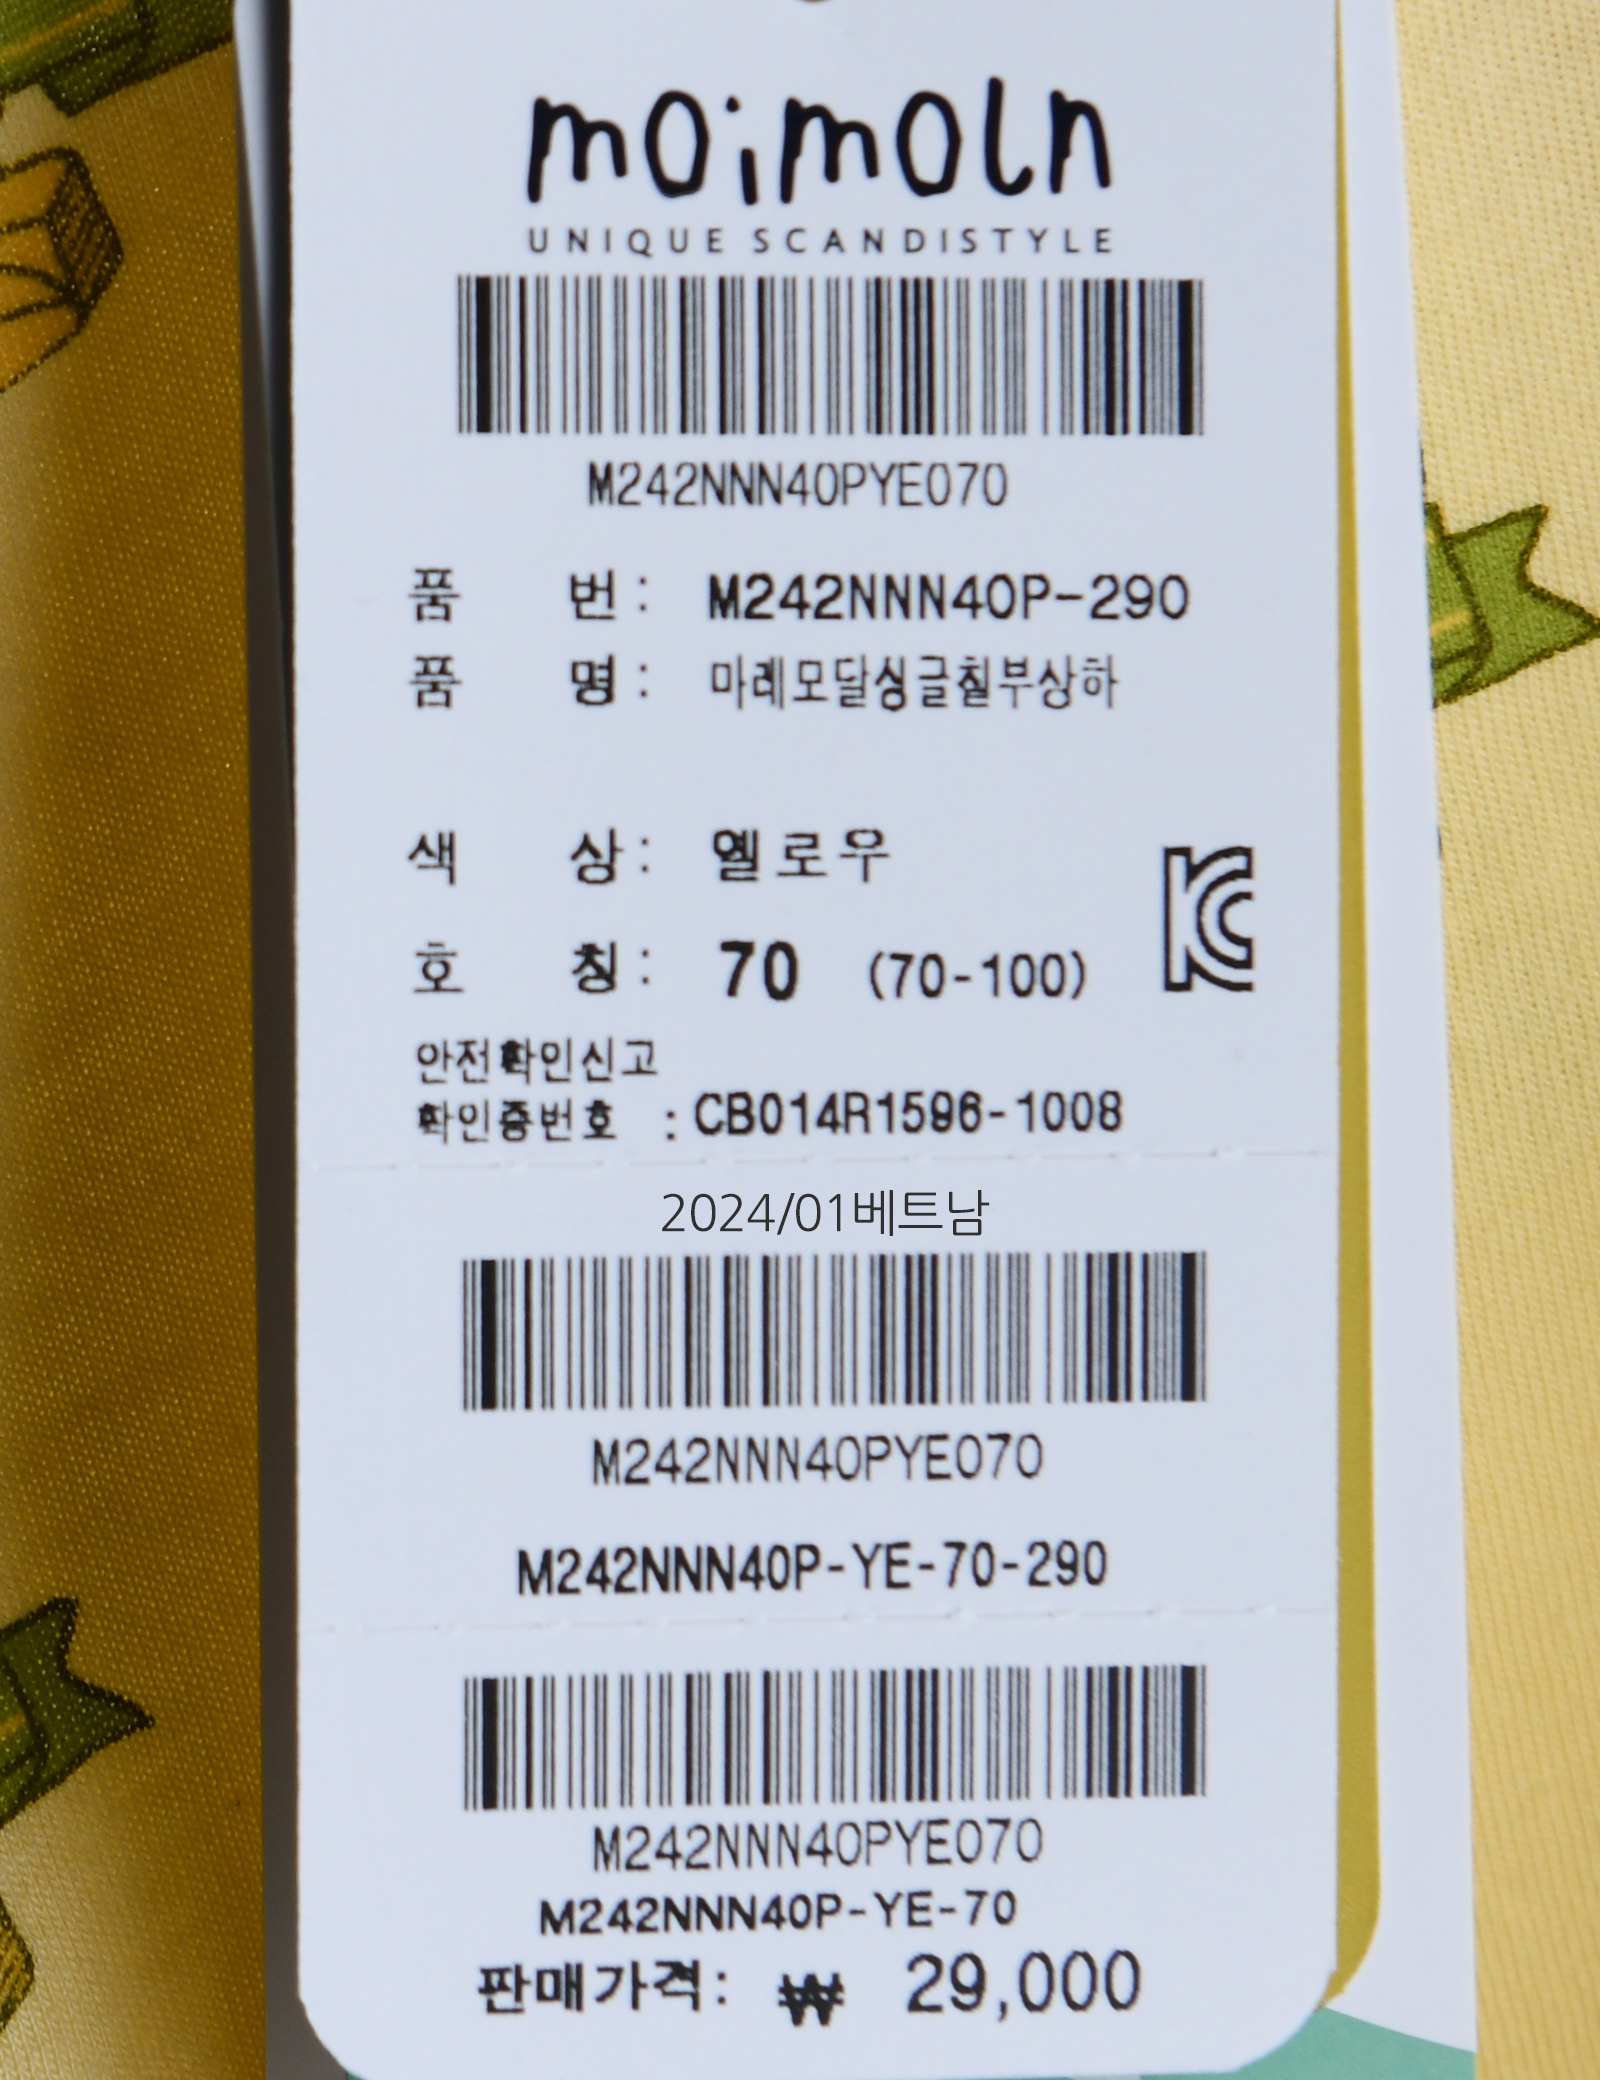 moimoln
UNIQUE SCANDISTYLE
M242NNN40PYE070
품 번: M242NNN40P-290
품 명: 마레모달싱글칠부상하
색 상: 옐로우
호 칭: 70 (70-100)
안전확인신고
확인증번호 : CB014R1596-1008
2024/01베트남
M242NNN40PYE070
M242NNN40P-YE-70-290
M242NNN40PYE070
M242NNN40P-YE-70
판매가격: ₩ 29,000